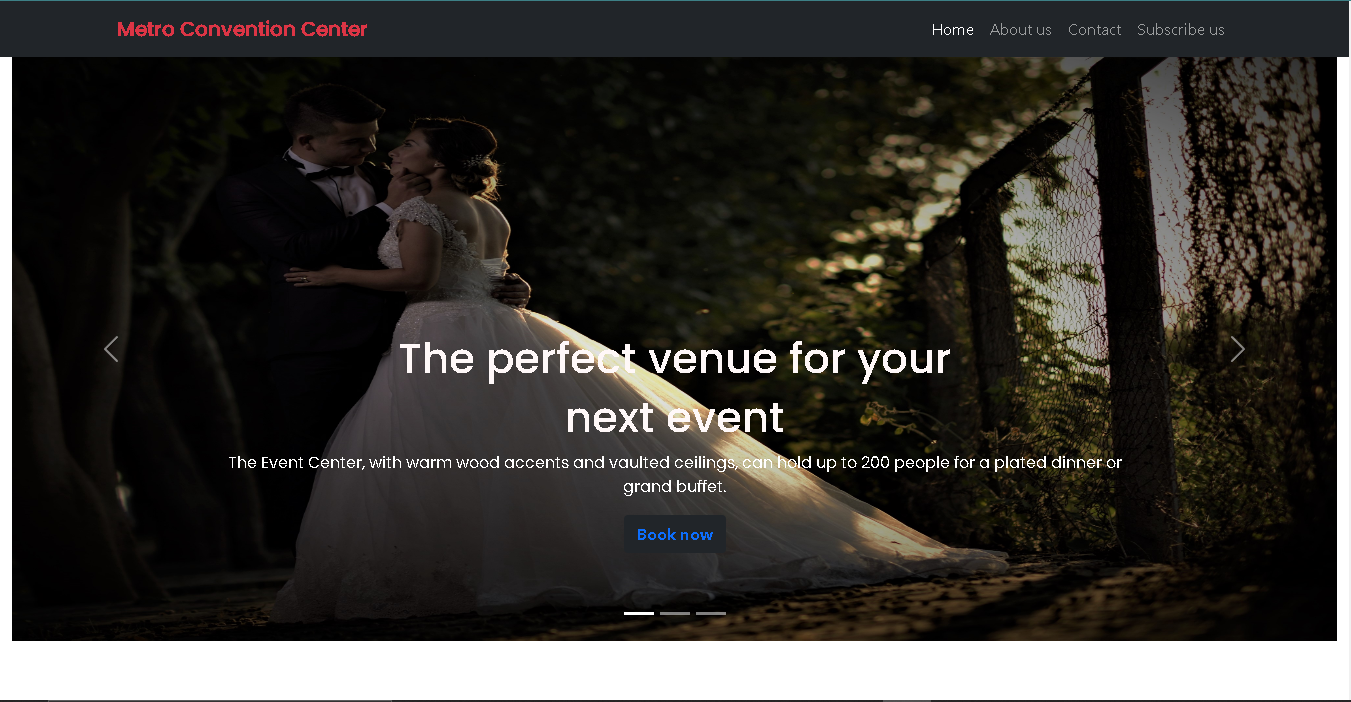 Metro Convention Center
Home About us Contact Subscribe us
The perfect venue for your
next event
The Event Center, with warm wood accents and vaulted ceilings, can hold up to 200 people for a plated dinner or
grand buffet.
Book now